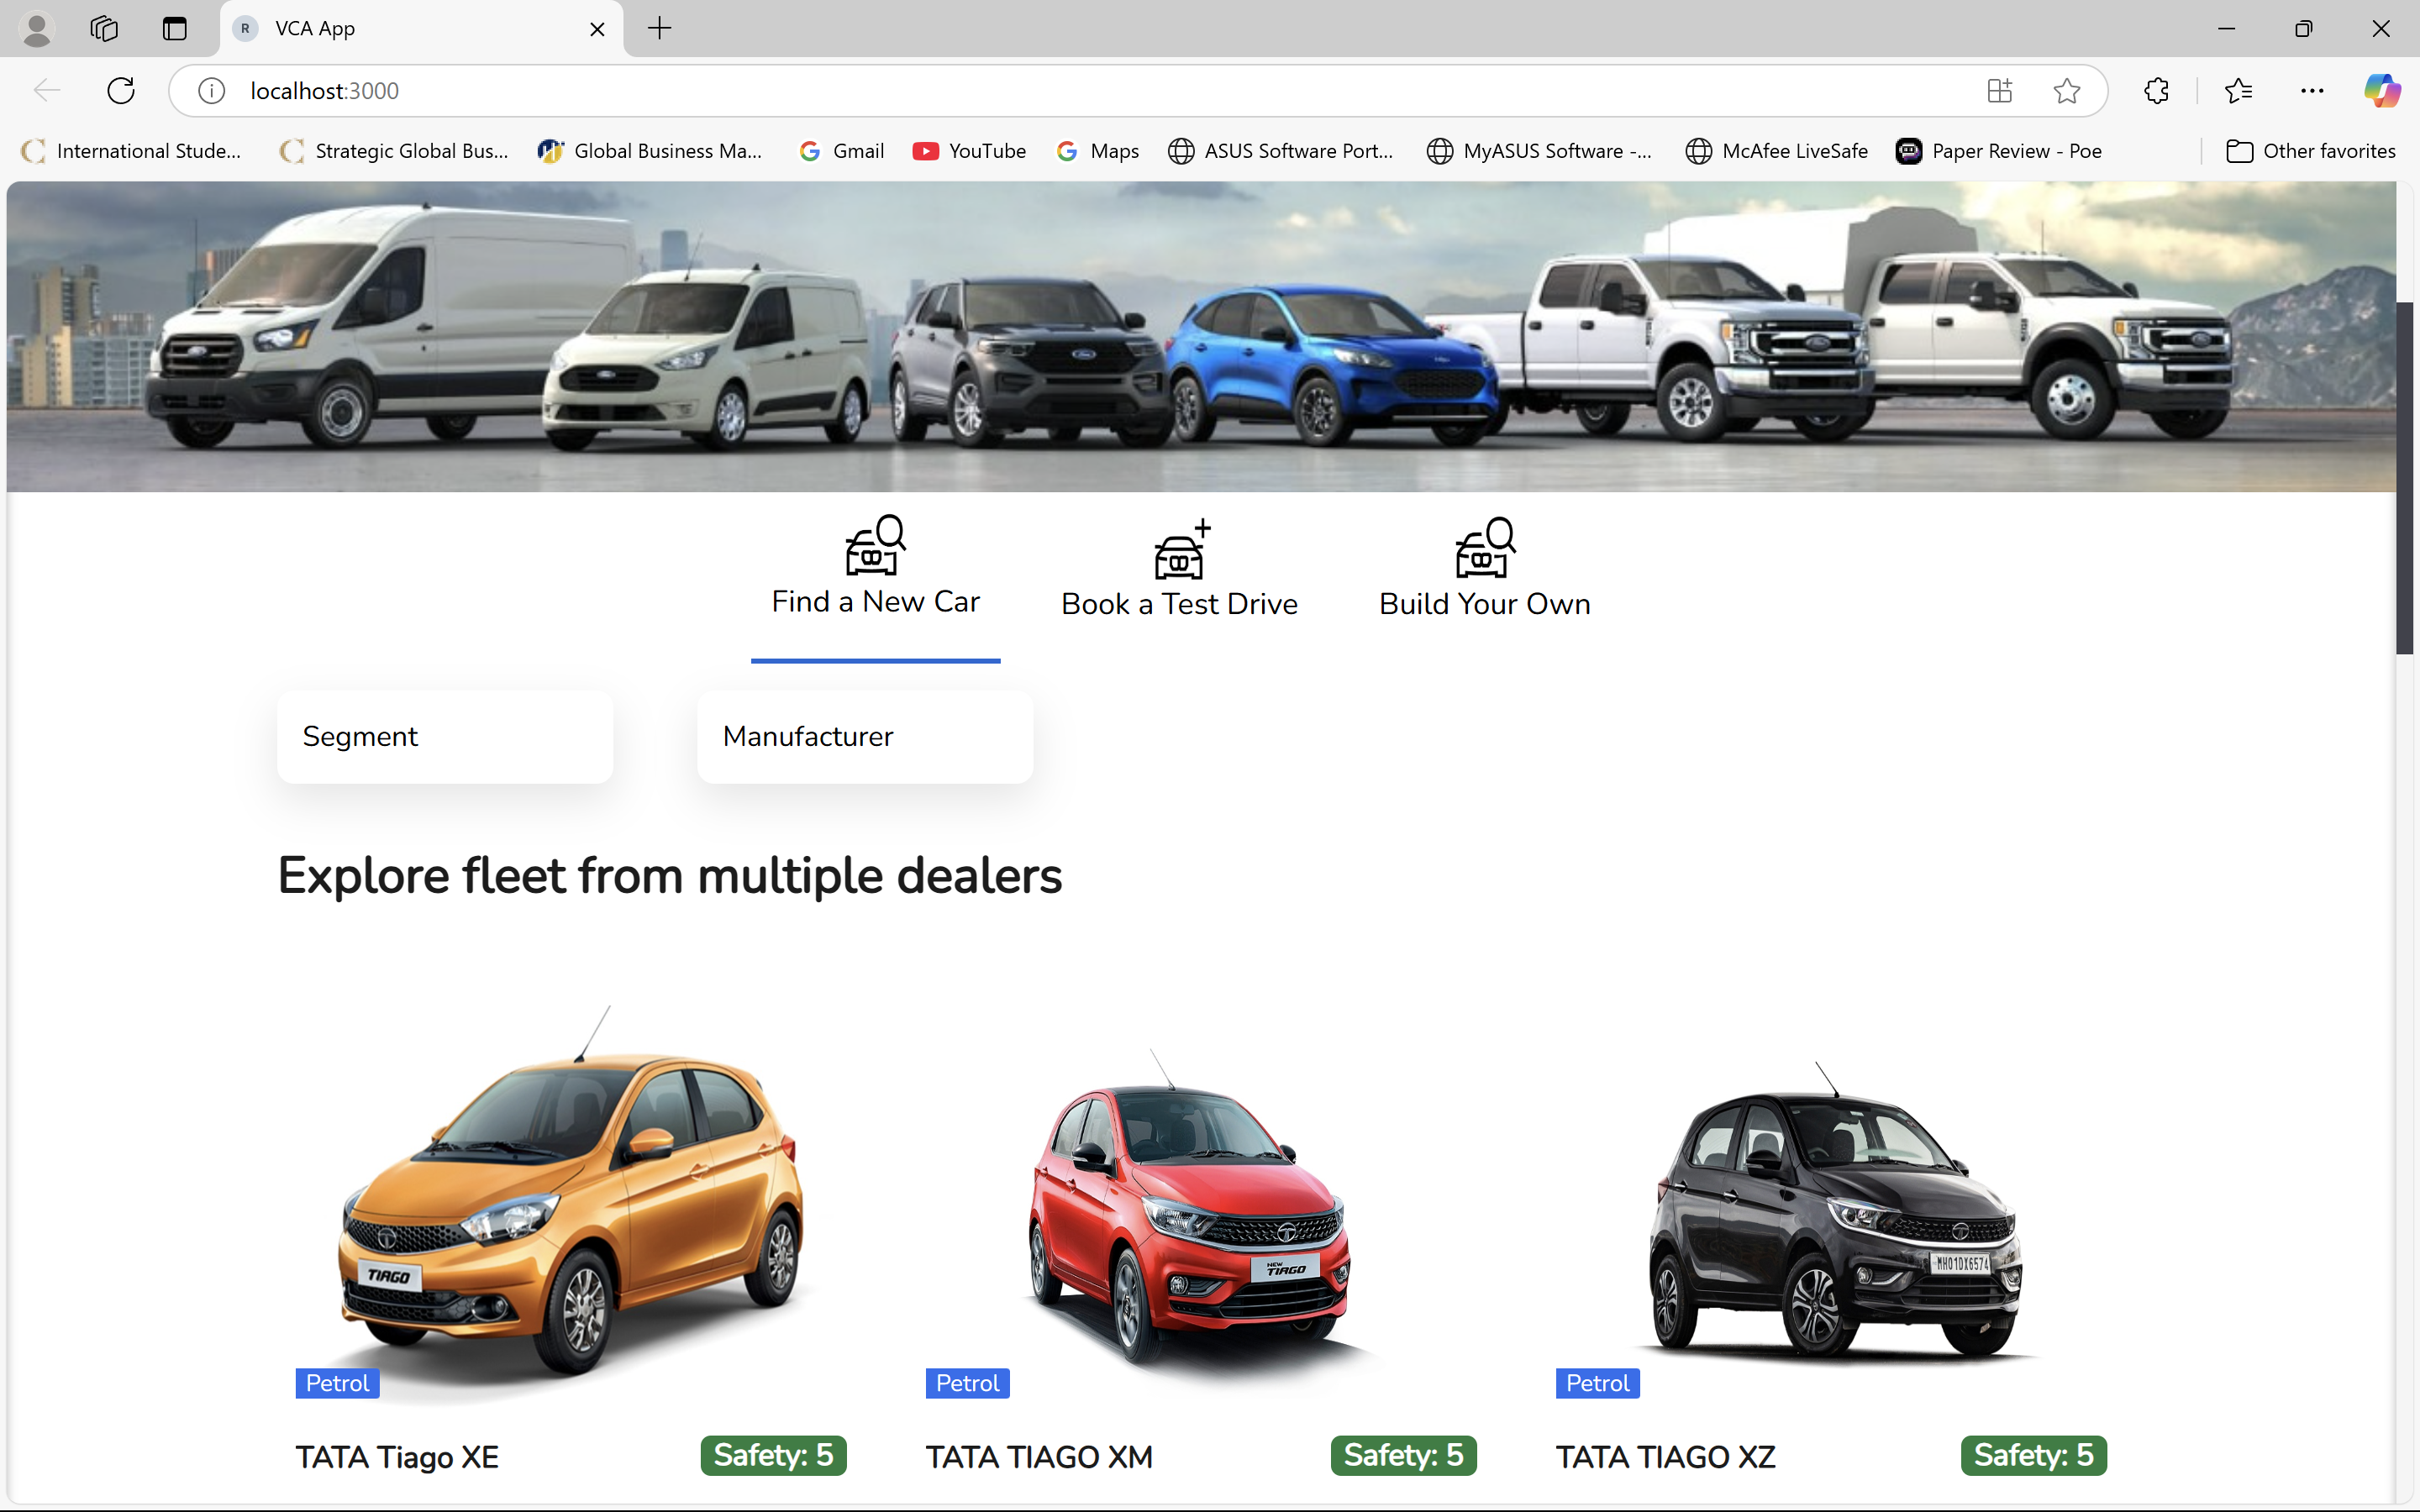 R VCA App
localhost:3000
International Stude... Strategic Global Bus... Global Business Ma... Gmail YouTube Maps ASUS Software Port... MyASUS Software -... McAfee LiveSafe Paper Review - Poe Other favorites
Find a New Car Book a Test Drive Build Your Own
Segment Manufacturer
Explore fleet from multiple dealers
TIAGO NEW TIAGO MH01DX6574
Petrol Petrol Petrol
TATA Tiago XE Safety: 5 TATA TIAGO XM Safety: 5 TATA TIAGO XZ Safety: 5